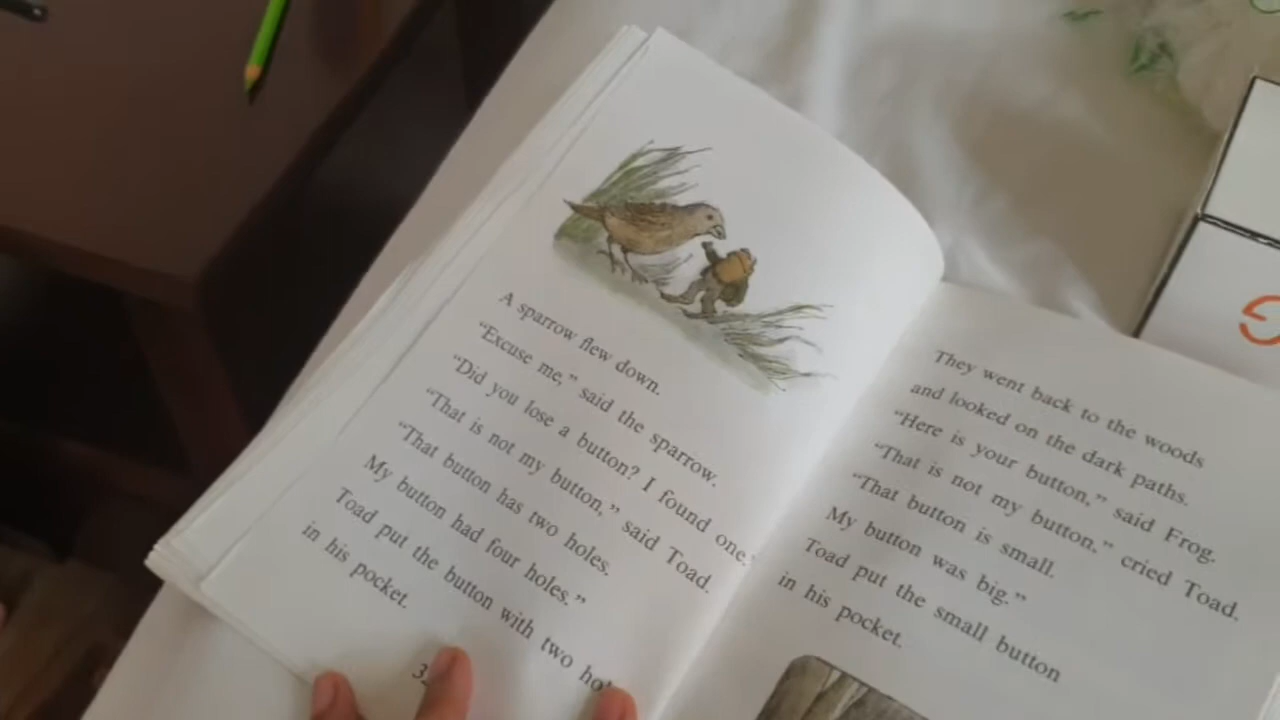 A sparrow flew down.
“Excuse me,” said the sparrow.
“Did you lose a button? I found one.”
“That is not my button,” said Toad.
“That button has two holes.
My button had four holes.”
Toad put the button with two
in his pocket.
They went back to the woods
and looked on the dark paths.
“Here is your button,” said Frog.
“That is not my button,” cried Toad.
“That button is small.
My button was big.”
Toad put the small button
in his pocket.